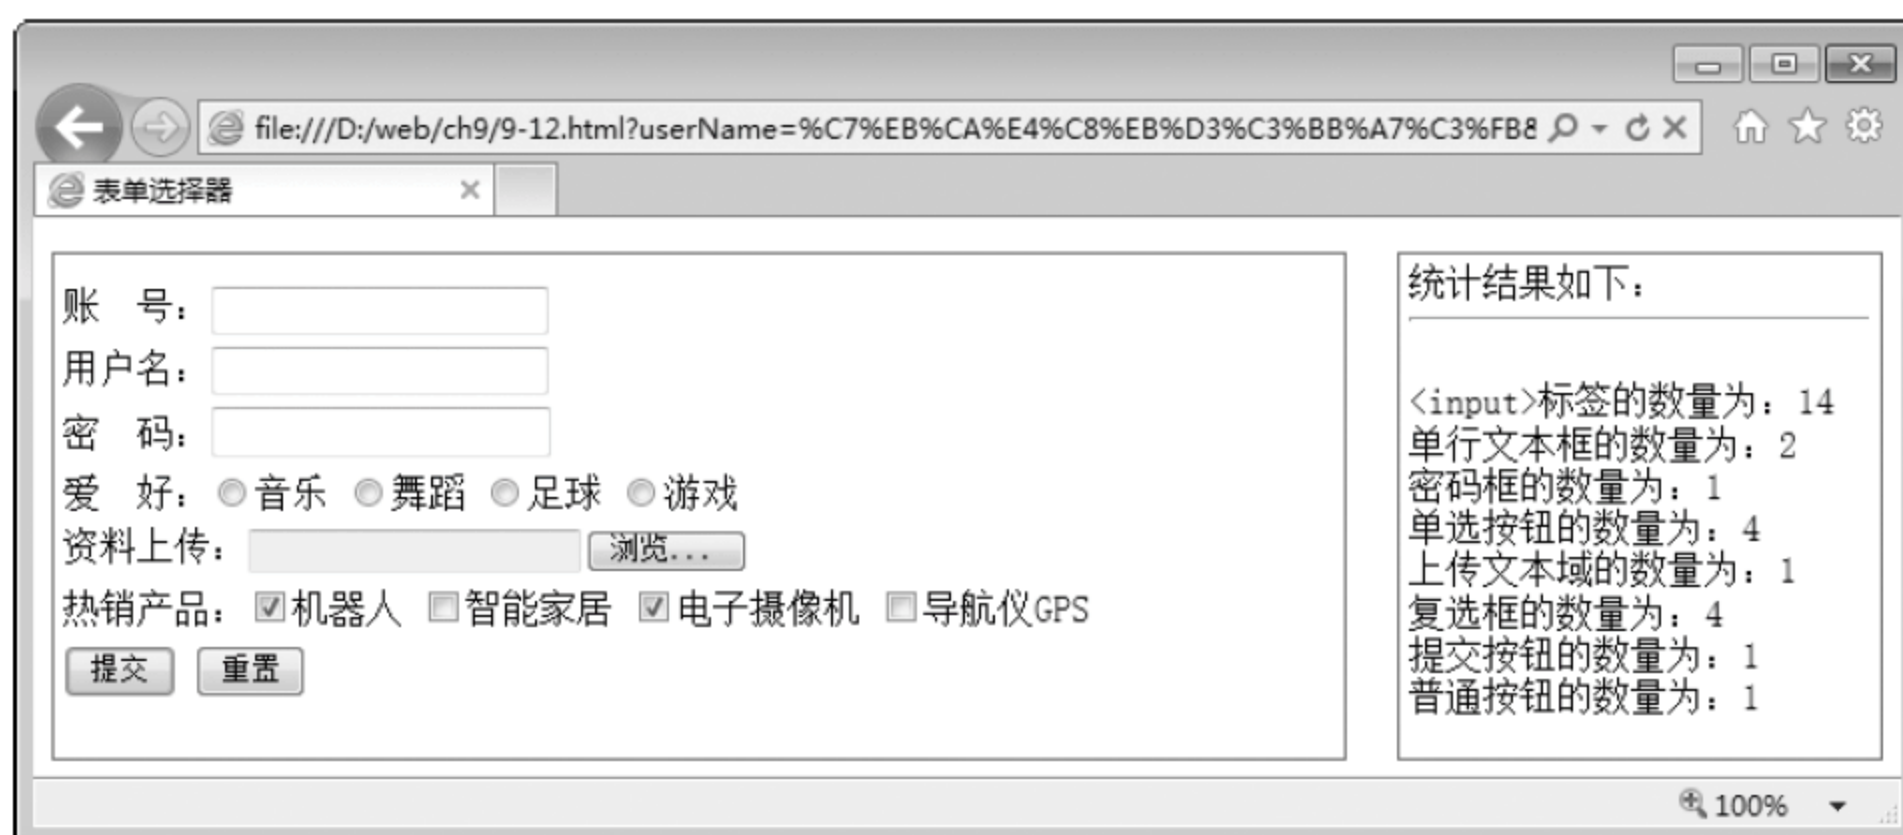 file:///D:/web/ch9/9-12.html?userName=%C7%EB%CA%E4%C8%EB%D3%C3%BB%A7%C3%FB&
表单选择器
账 号：
用户名：
密 码：
爱 好： 音乐 舞蹈 足球 游戏
资料上传： 浏览...
热销产品： 机器人 智能家居 电子摄像机 导航仪GPS
提交 重置
统计结果如下：
<input>标签的数量为：14
单行文本框的数量为：2
密码框的数量为：1
单选按钮的数量为：4
上传文本域的数量为：1
复选框的数量为：4
提交按钮的数量为：1
普通按钮的数量为：1
100%